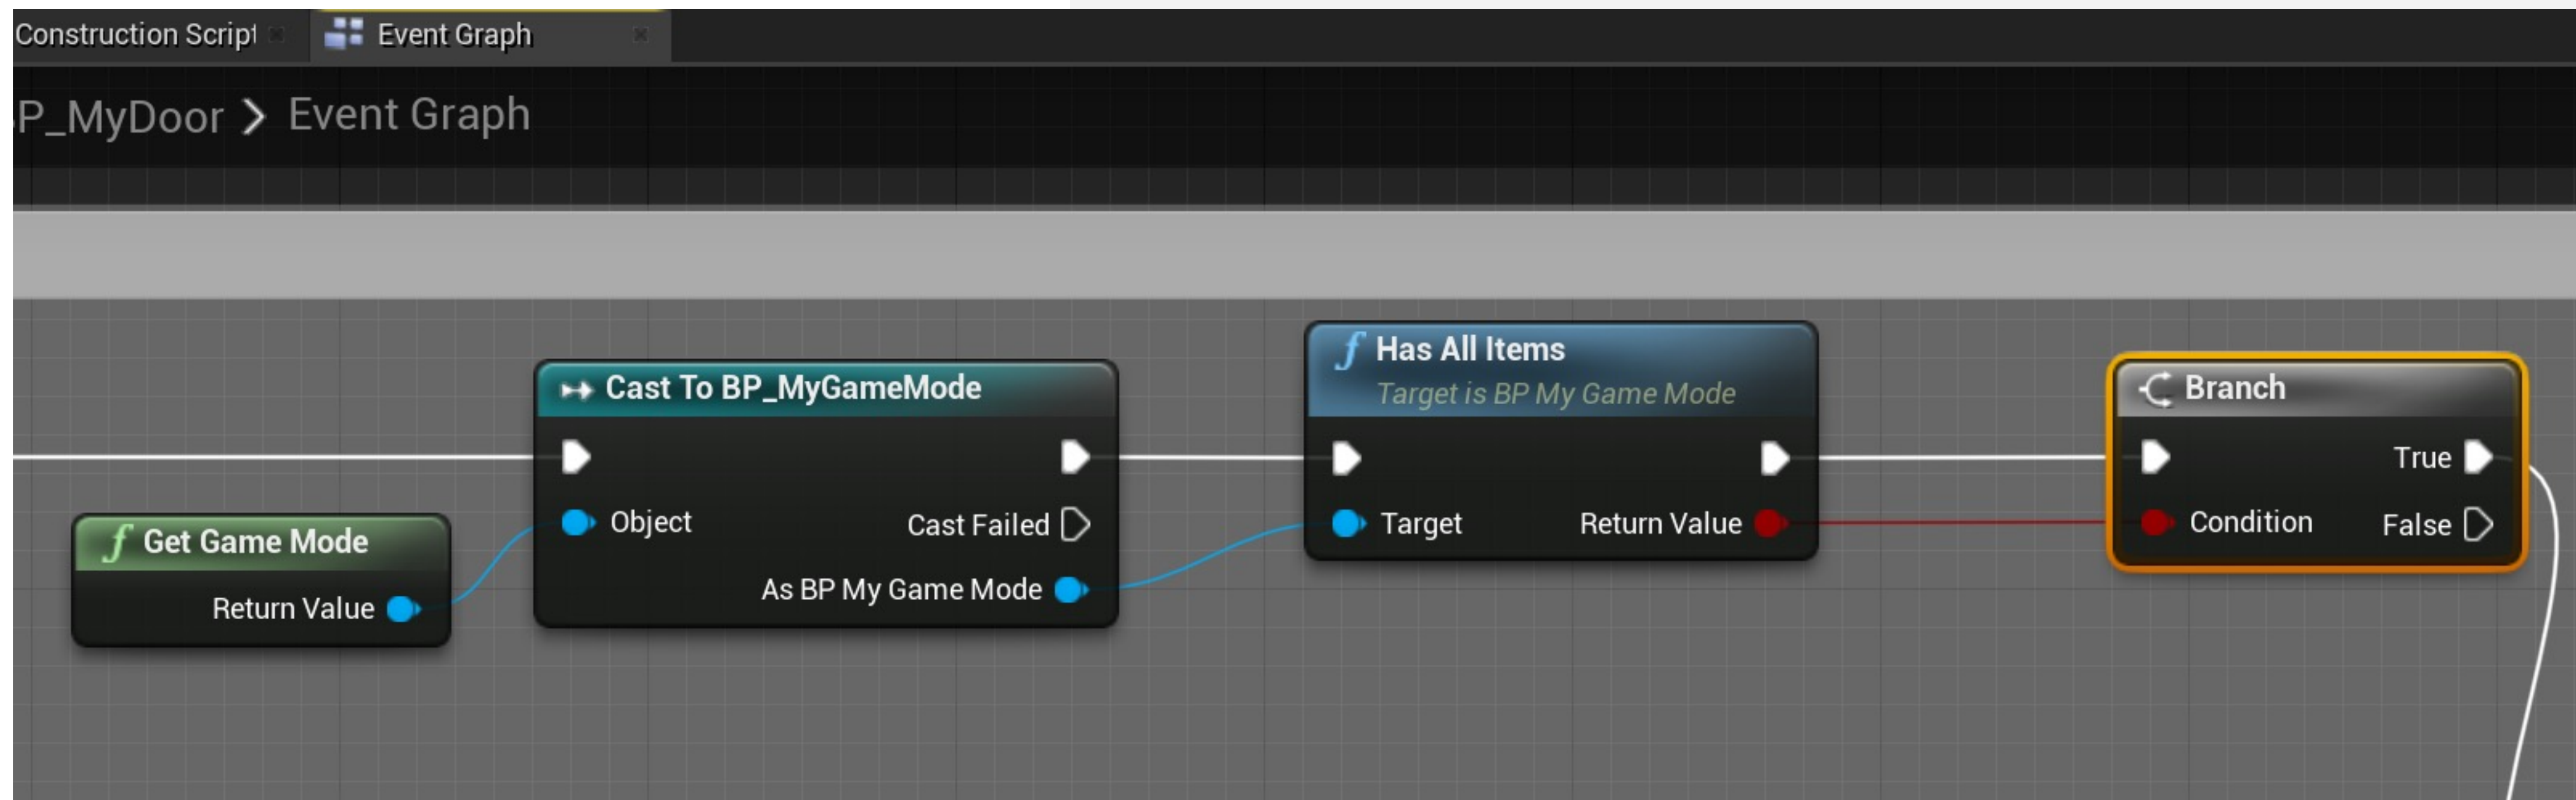 Construction Script
Event Graph
P_MyDoor > Event Graph
Has All Items
Target is BP My Game Mode
Cast To BP_MyGameMode
Branch
True
Object
Cast Failed
Target
Return Value
Condition
False
Get Game Mode
As BP My Game Mode
Return Value